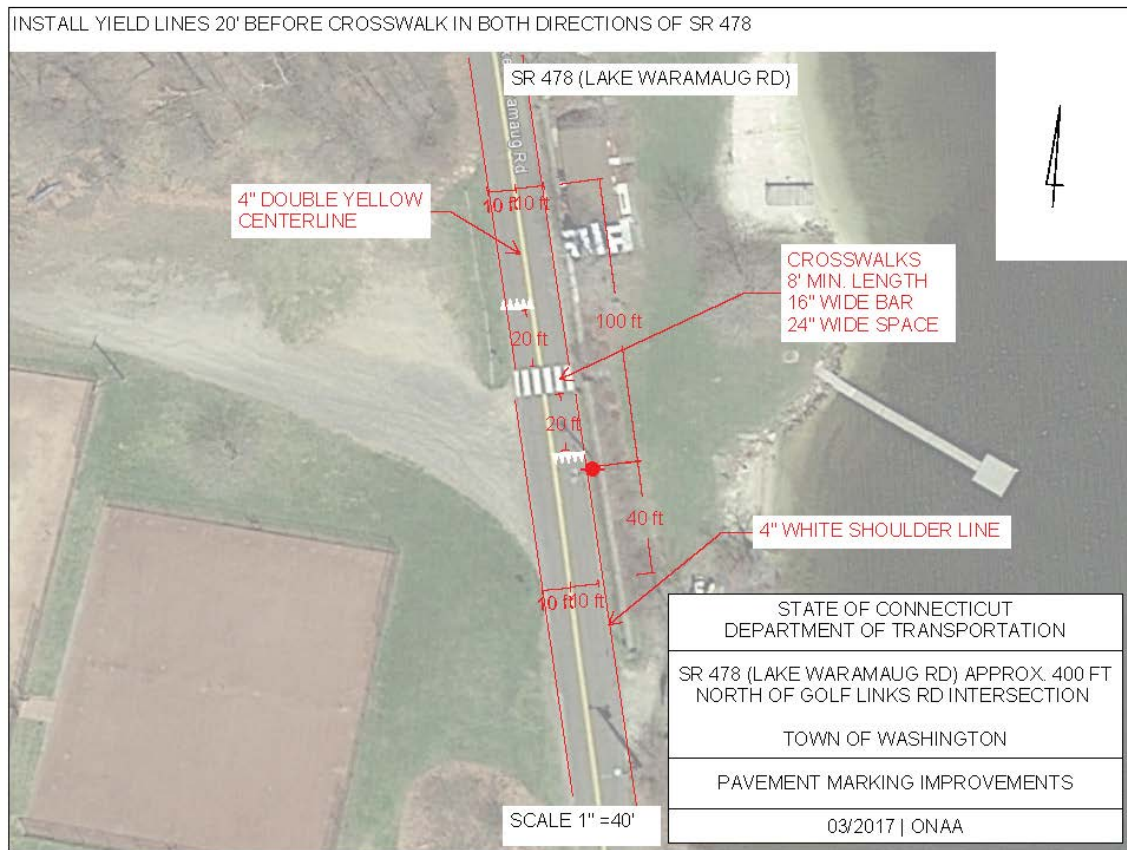 INSTALL YIELD LINES 20' BEFORE CROSSWALK IN BOTH DIRECTIONS OF SR 478
SR 478 (LAKE WARAMAUG RD)
aramaug Rd
4" DOUBLE YELLOW
CENTERLINE
10 ft
10 ft
CROSSWALKS
8' MIN. LENGTH
16" WIDE BAR
24" WIDE SPACE
100 ft
20 ft
20 ft
40 ft
4" WHITE SHOULDER LINE
10 ft
10 ft
STATE OF CONNECTICUT
DEPARTMENT OF TRANSPORTATION
SR 478 (LAKE WARAMAUG RD) APPROX. 400 FT
NORTH OF GOLF LINKS RD INTERSECTION
TOWN OF WASHINGTON
PAVEMENT MARKING IMPROVEMENTS
03/2017 | ONAA
SCALE 1" =40'